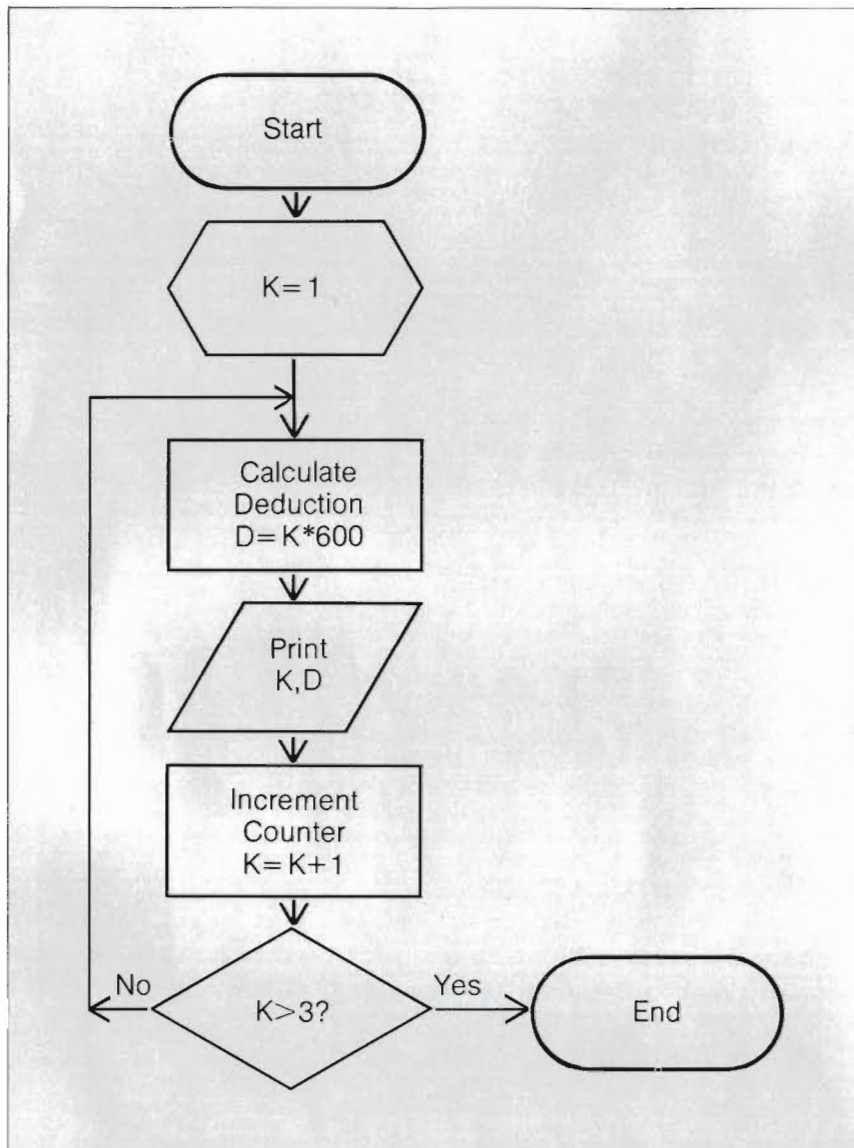 Start
K=1
Calculate
Deduction
D=K*600
Print
K,D
Increment
Counter
K=K+1
No
K>3?
Yes
End